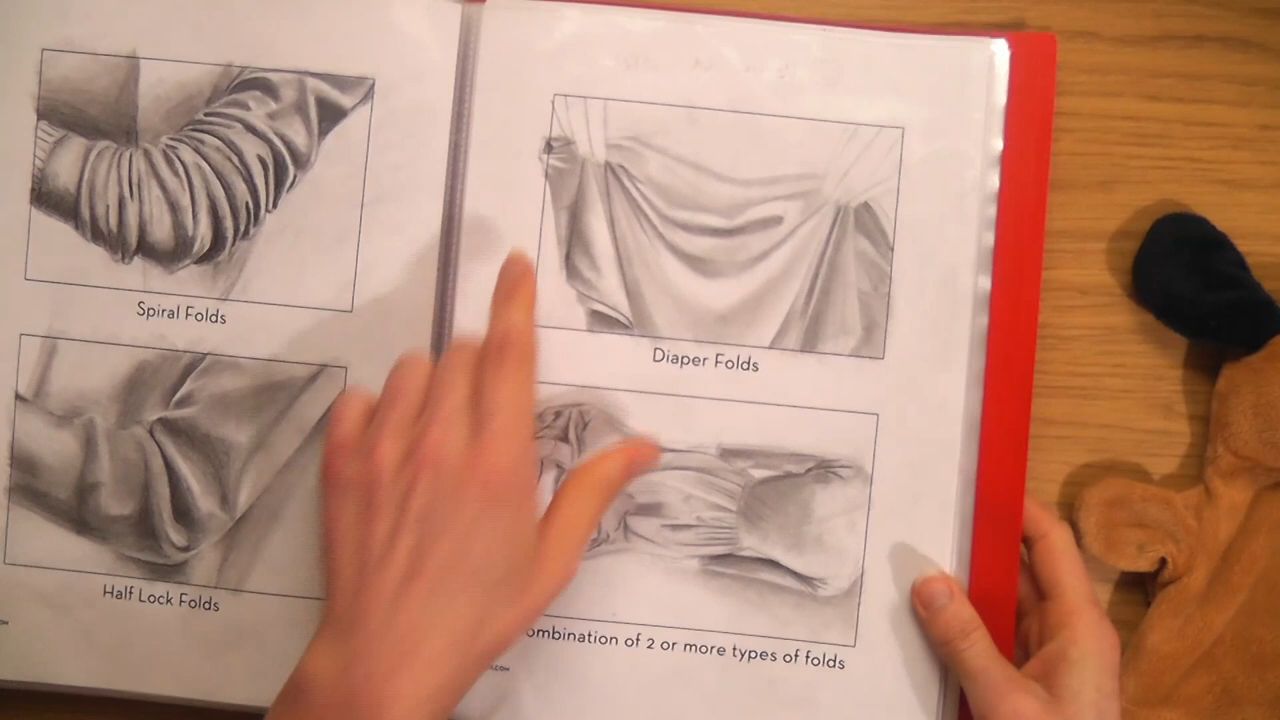 Spiral Folds
Half Lock Folds
Diaper Folds
ombination of 2 or more types of folds